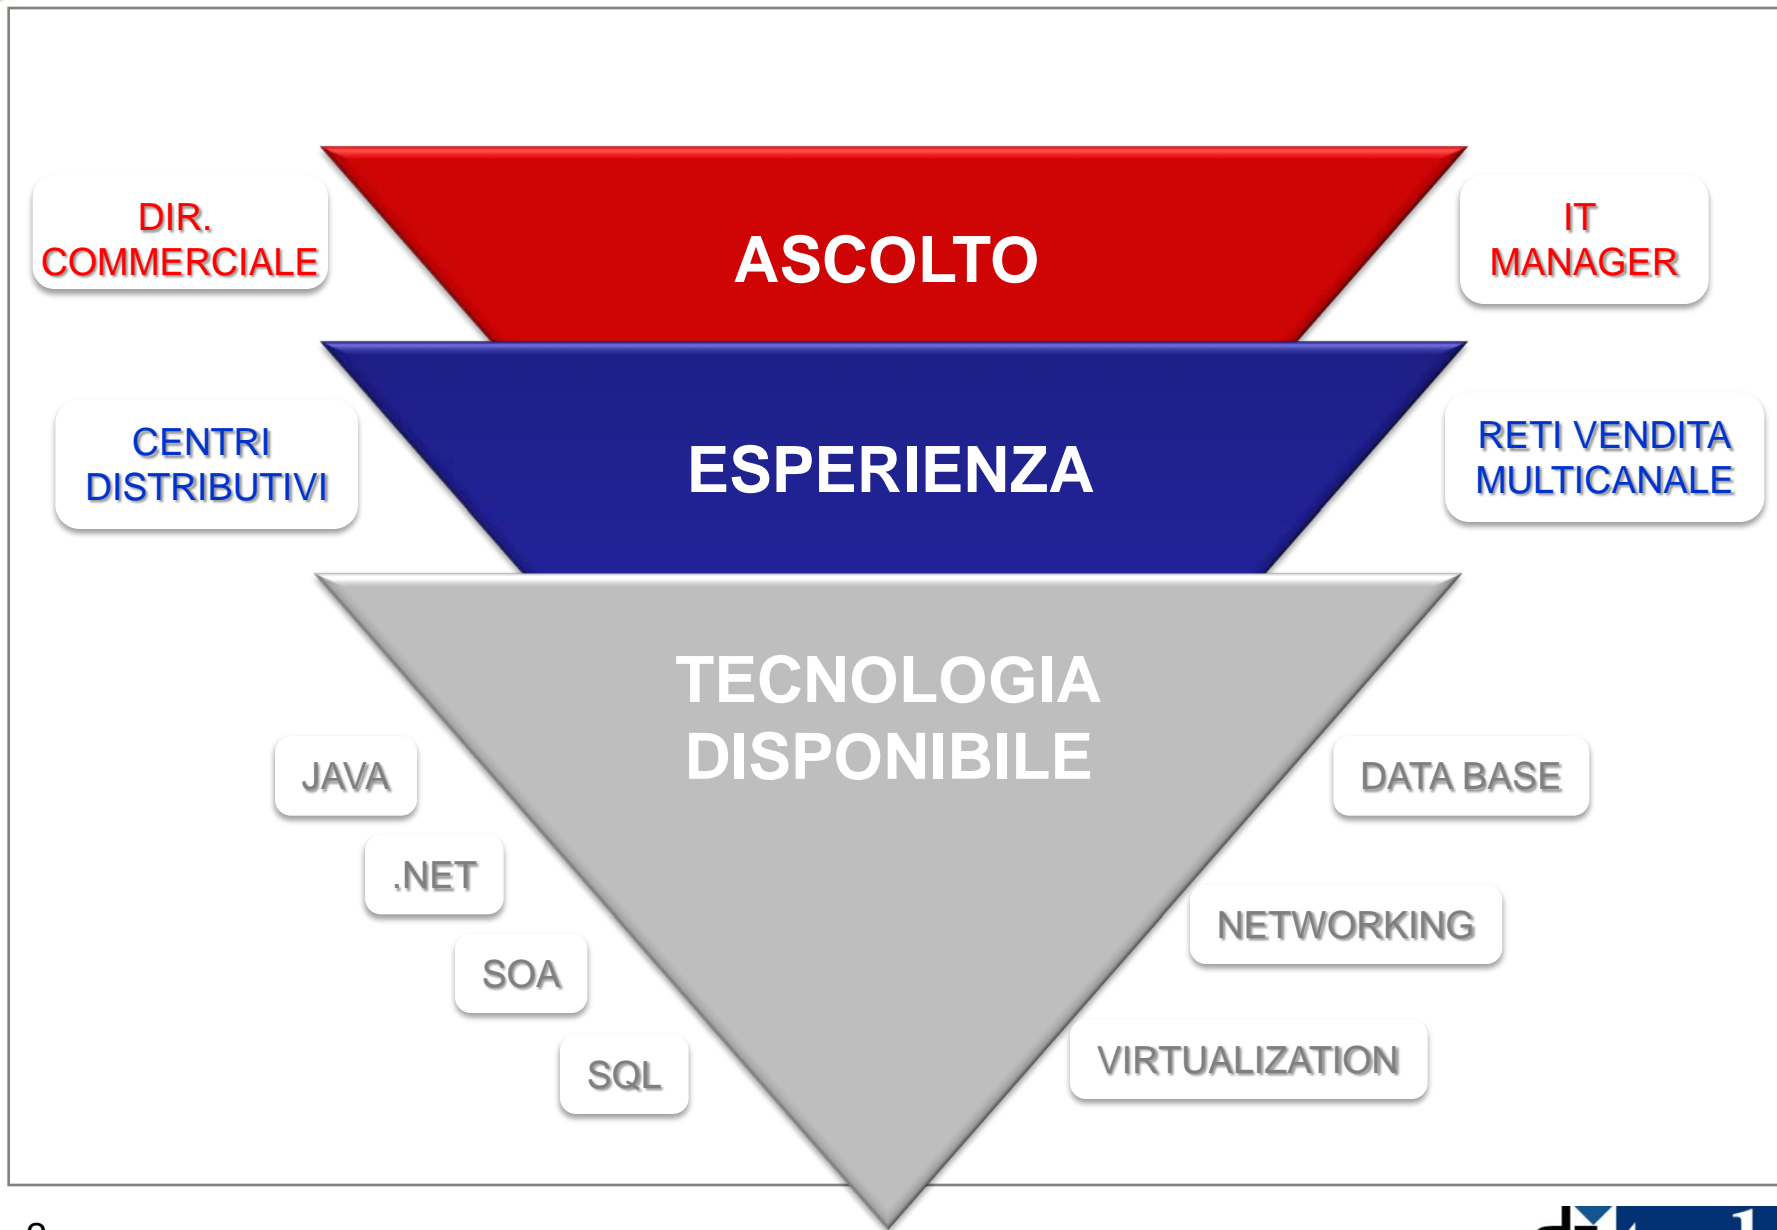 DIR.
COMMERCIALE
ASCOLTO
IT
MANAGER
CENTRI
DISTRIBUTIVI
ESPERIENZA
RETI VENDITA
MULTICANALE
TECNOLOGIA
DISPONIBILE
JAVA
DATA BASE
.NET
NETWORKING
SOA
VIRTUALIZATION
SQL